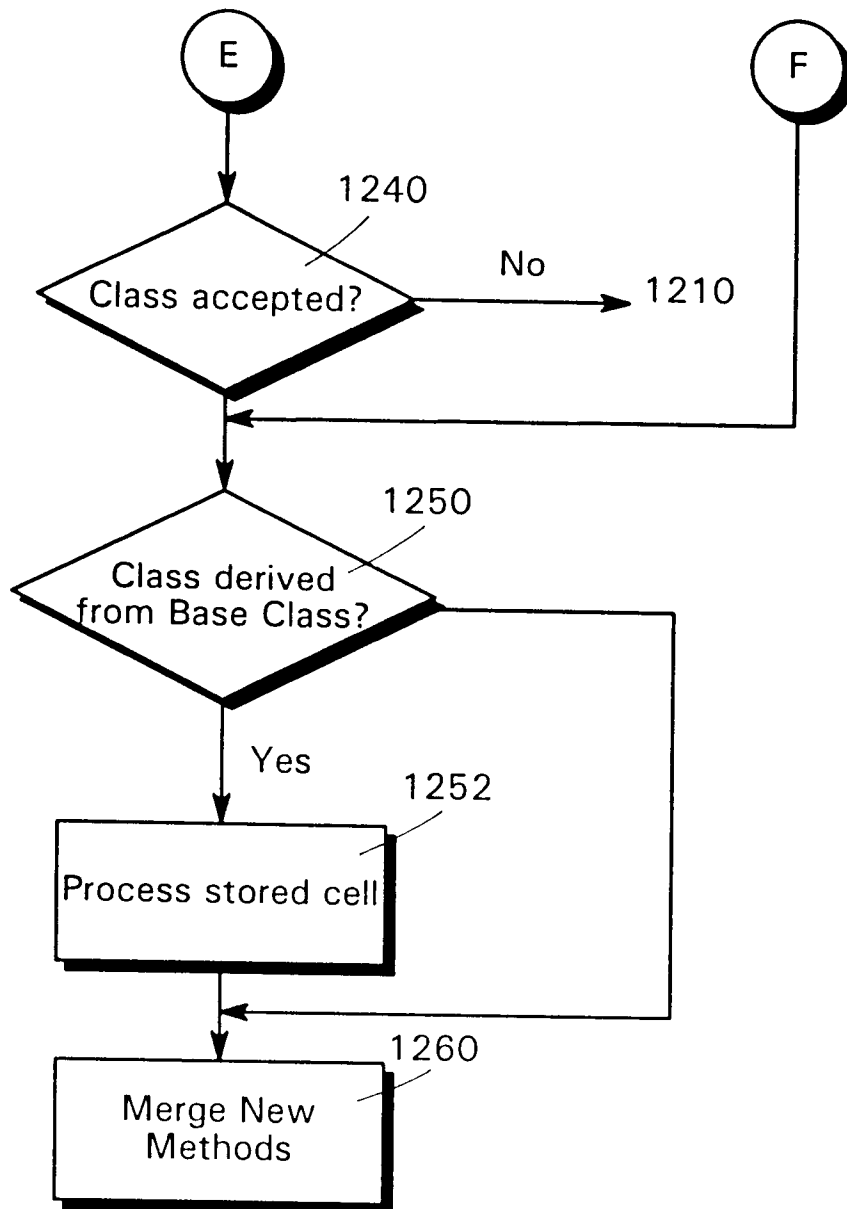 E
F
1240
Class accepted?
No
1210
1250
Class derived
from Base Class?
Yes
1252
Process stored cell
1260
Merge New
Methods